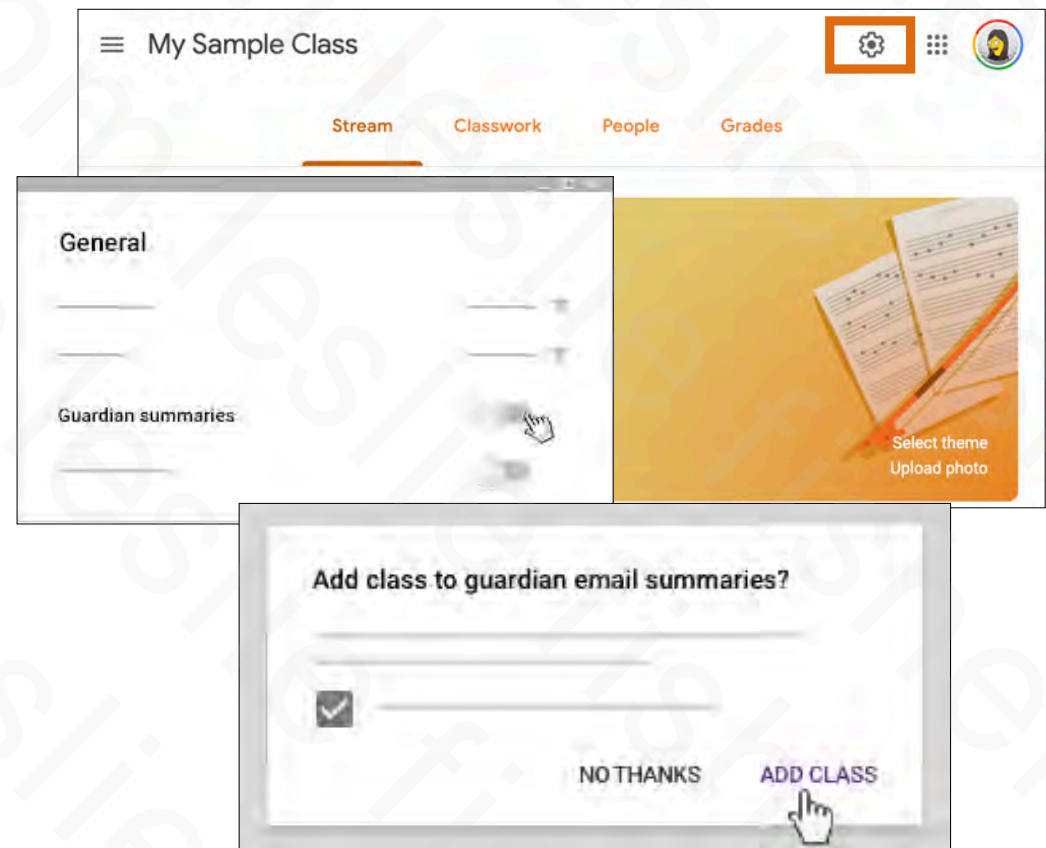 My Sample Class
Stream Classwork People Grades
General
Guardian summaries
Select theme
Upload photo
Add class to guardian email summaries?
NO THANKS ADD CLASS